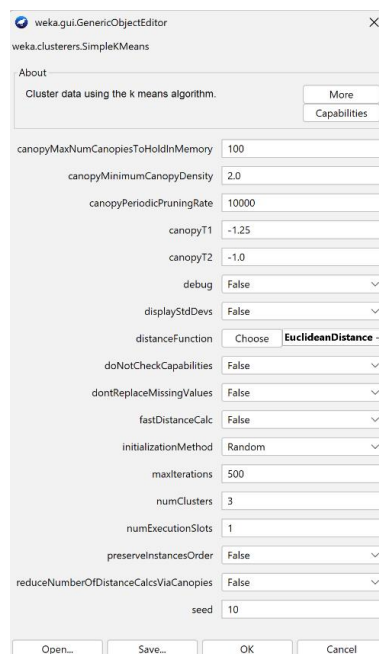 weka.gui.GenericObjectEditor
weka.clusterers.SimpleKMeans
About
Cluster data using the k means algorithm.
More
Capabilities
canopyMaxNumCanopiesToHoldInMemory 100
canopyMinimumCanopyDensity 2.0
canopyPeriodicPruningRate 10000
canopyT1 -1.25
canopyT2 -1.0
debug False
displayStdDevs False
distanceFunction Choose EuclideanDistance -
doNotCheckCapabilities False
dontReplaceMissingValues False
fastDistanceCalc False
initializationMethod Random
maxIterations 500
numClusters 3
numExecutionSlots 1
preserveInstancesOrder False
reduceNumberOfDistanceCalcsViaCanopies False
seed 10
Open... Save... OK Cancel